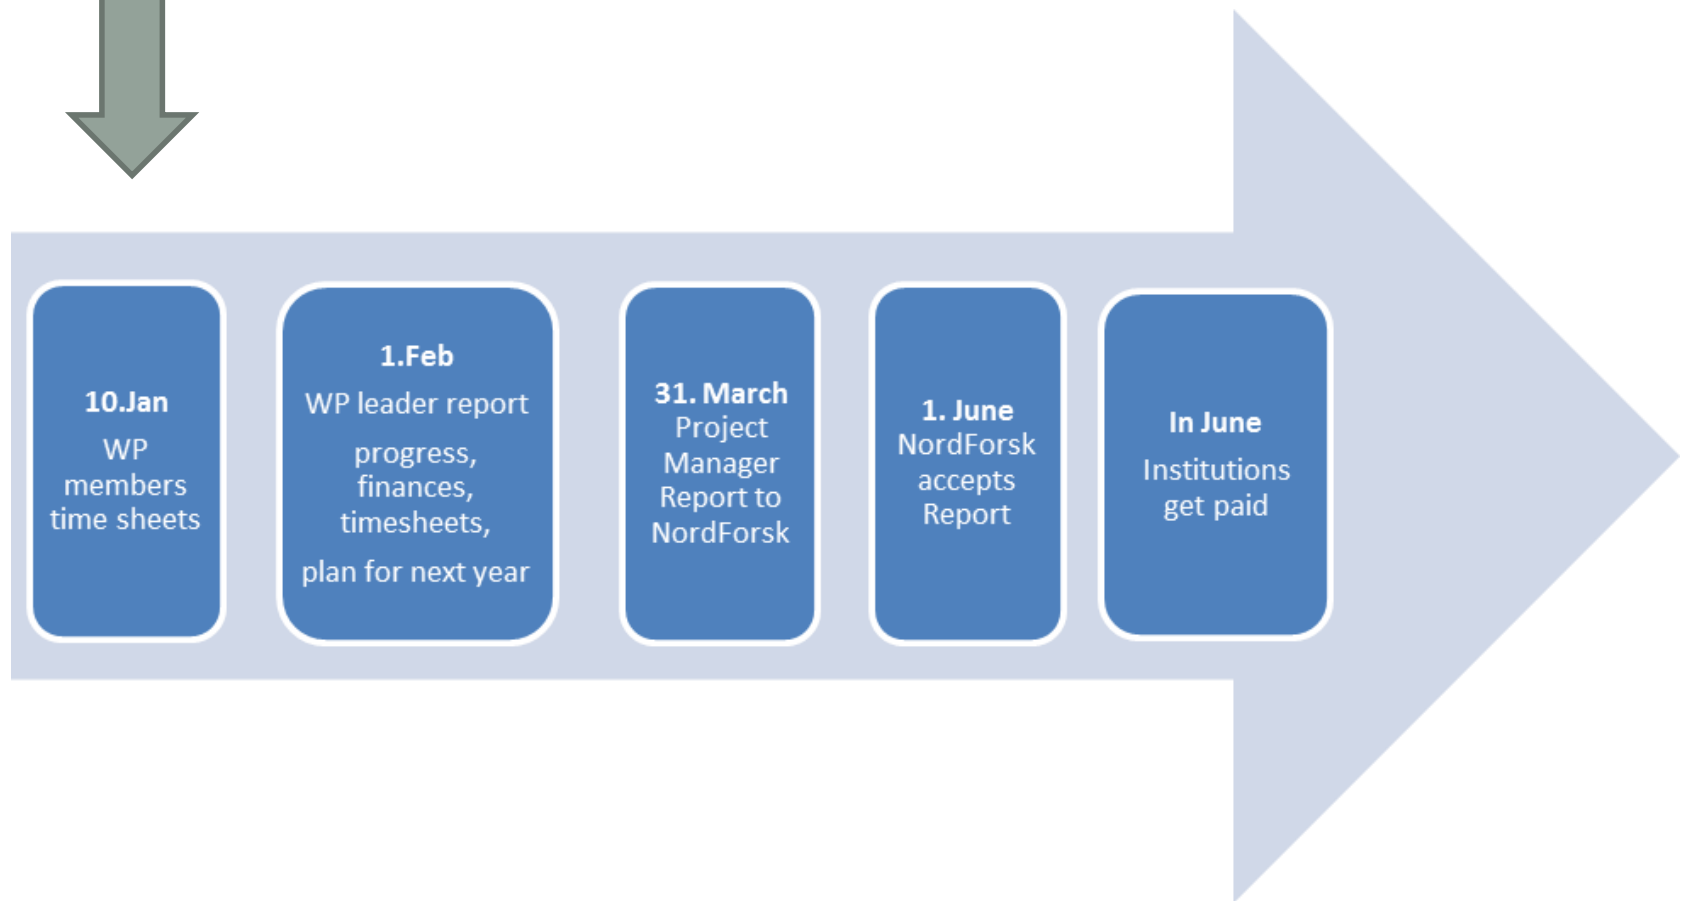 10.Jan
WP
members
time sheets
1.Feb
WP leader report
progress,
finances,
timesheets,
plan for next year
31. March
Project
Manager
Report to
NordForsk
1. June
NordForsk
accepts
Report
In June
Institutions
get paid